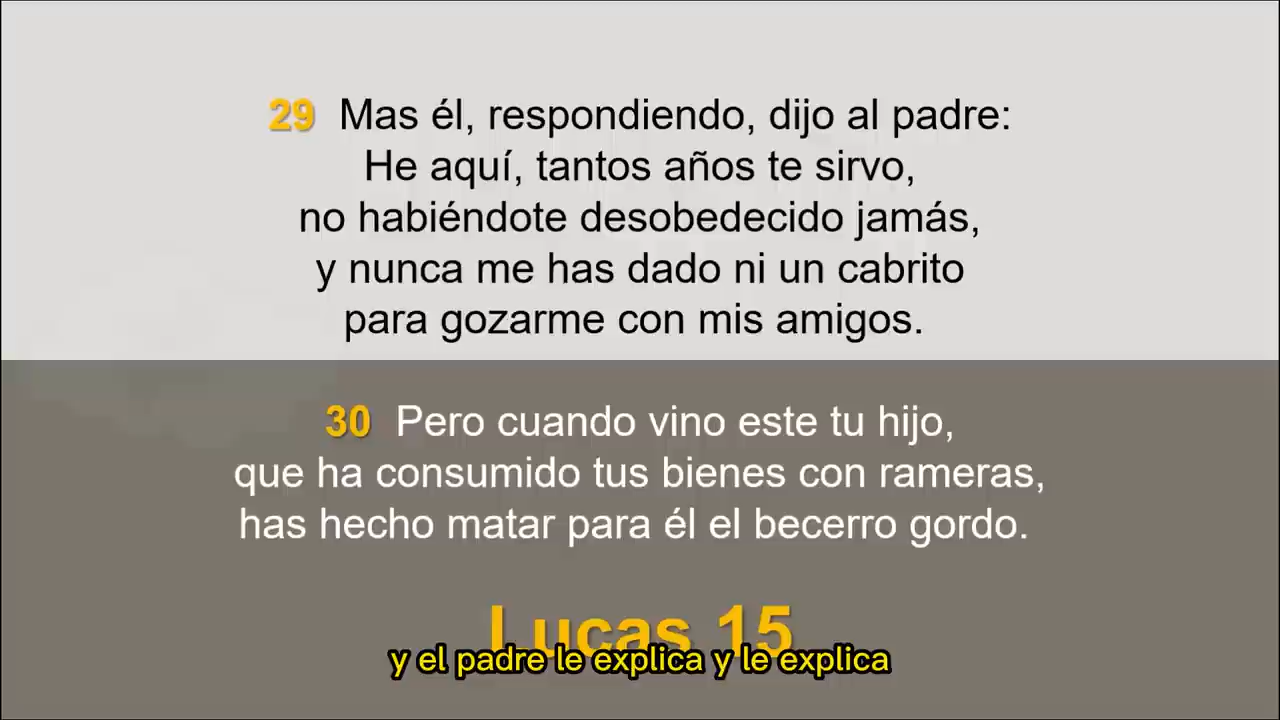 29 Mas él, respondiendo, dijo al padre:
He aquí, tantos años te sirvo,
no habiéndote desobedecido jamás,
y nunca me has dado ni un cabrito
para gozarme con mis amigos.
30 Pero cuando vino este tu hijo,
que ha consumido tus bienes con rameras,
has hecho matar para él el becerro gordo.
Lucas 15
y el padre le explica y le explica